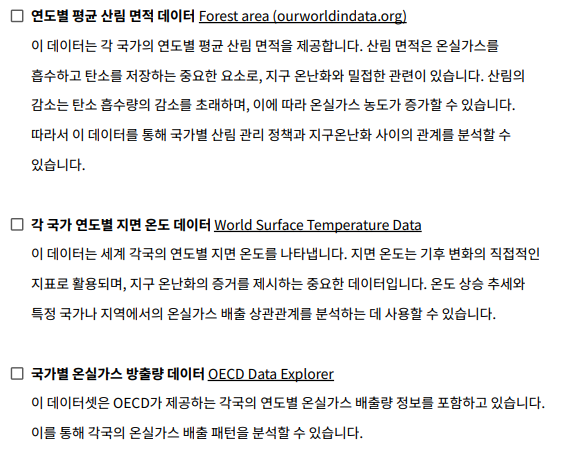 ☐ 연도별 평균 산림 면적 데이터 Forest area (ourworldindata.org)
이 데이터는 각 국가의 연도별 평균 산림 면적을 제공합니다. 산림 면적은 온실가스를
흡수하고 탄소를 저장하는 중요한 요소로, 지구 온난화와 밀접한 관련이 있습니다. 산림의
감소는 탄소 흡수량의 감소를 초래하며, 이에 따라 온실가스 농도가 증가할 수 있습니다.
따라서 이 데이터를 통해 국가별 산림 관리 정책과 지구온난화 사이의 관계를 분석할 수
있습니다.
☐ 각 국가 연도별 지면 온도 데이터 World Surface Temperature Data
이 데이터는 세계 각국의 연도별 지면 온도를 나타냅니다. 지면 온도는 기후 변화의 직접적인
지표로 활용되며, 지구 온난화의 증거를 제시하는 중요한 데이터입니다. 온도 상승 추세와
특정 국가나 지역에서의 온실가스 배출 상관관계를 분석하는 데 사용할 수 있습니다.
☐ 국가별 온실가스 방출량 데이터 OECD Data Explorer
이 데이터셋은 OECD가 제공하는 각국의 연도별 온실가스 배출량 정보를 포함하고 있습니다.
이를 통해 각국의 온실가스 배출 패턴을 분석할 수 있습니다.